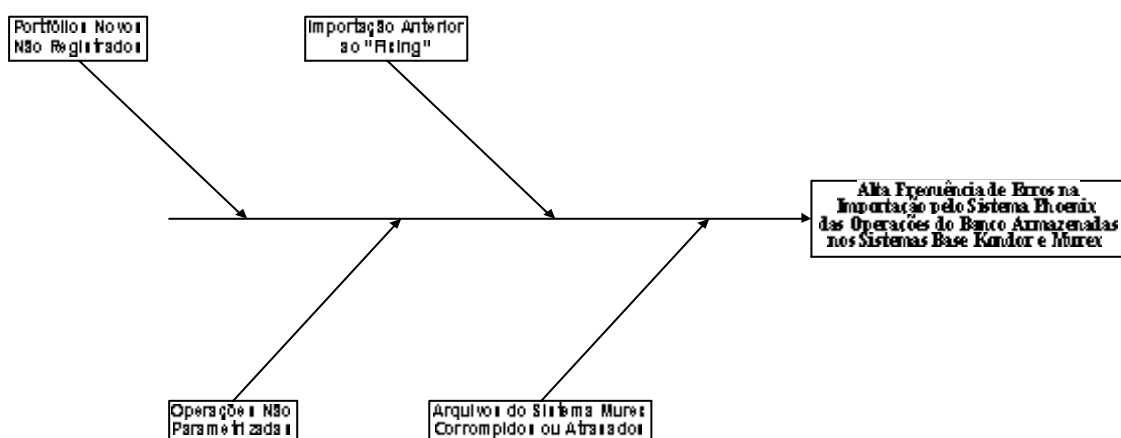 Portfólios Novos
Não Registrados
Importação Anterior
ao "Fixing"
Alta Frequência de Erros na
Importação pelo Sistema Phoenix
das Operações do Banco Armazenadas
nos Sistemas Base Kondor e Murex
Operações Não
Parametrizadas
Arquivos do Sistema Murex
Corrompidos ou Atrasados